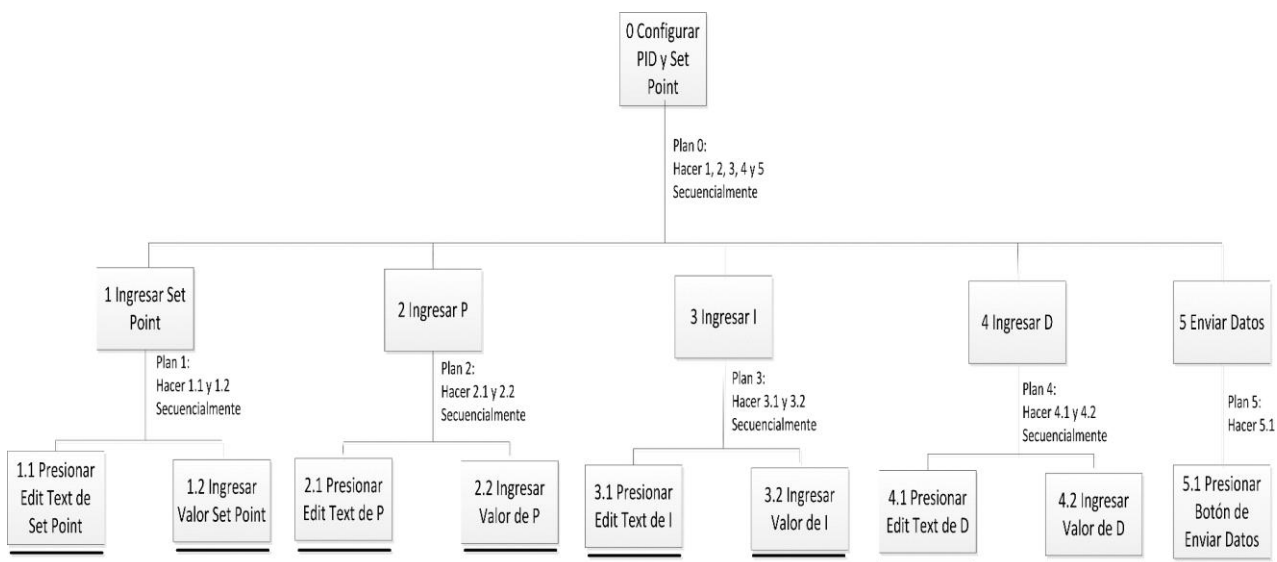 0 Configurar
PID y Set
Point
Plan 0:
Hacer 1, 2, 3, 4 y 5
Secuencialmente
1 Ingresar Set
Point
2 Ingresar P
3 Ingresar I
4 Ingresar D
5 Enviar Datos
Plan 1:
Hacer 1.1 y 1.2
Secuencialmente
Plan 2:
Hacer 2.1 y 2.2
Secuencialmente
Plan 3:
Hacer 3.1 y 3.2
Secuencialmente
Plan 4:
Hacer 4.1 y 4.2
Secuencialmente
Plan 5:
Hacer 5.1
1.1 Presionar
Edit Text de
Set Point
1.2 Ingresar
Valor Set Point
2.1 Presionar
Edit Text de P
2.2 Ingresar
Valor de P
3.1 Presionar
Edit Text de I
3.2 Ingresar
Valor de I
4.1 Presionar
Edit Text de D
4.2 Ingresar
Valor de D
5.1 Presionar
Botón de
Enviar Datos